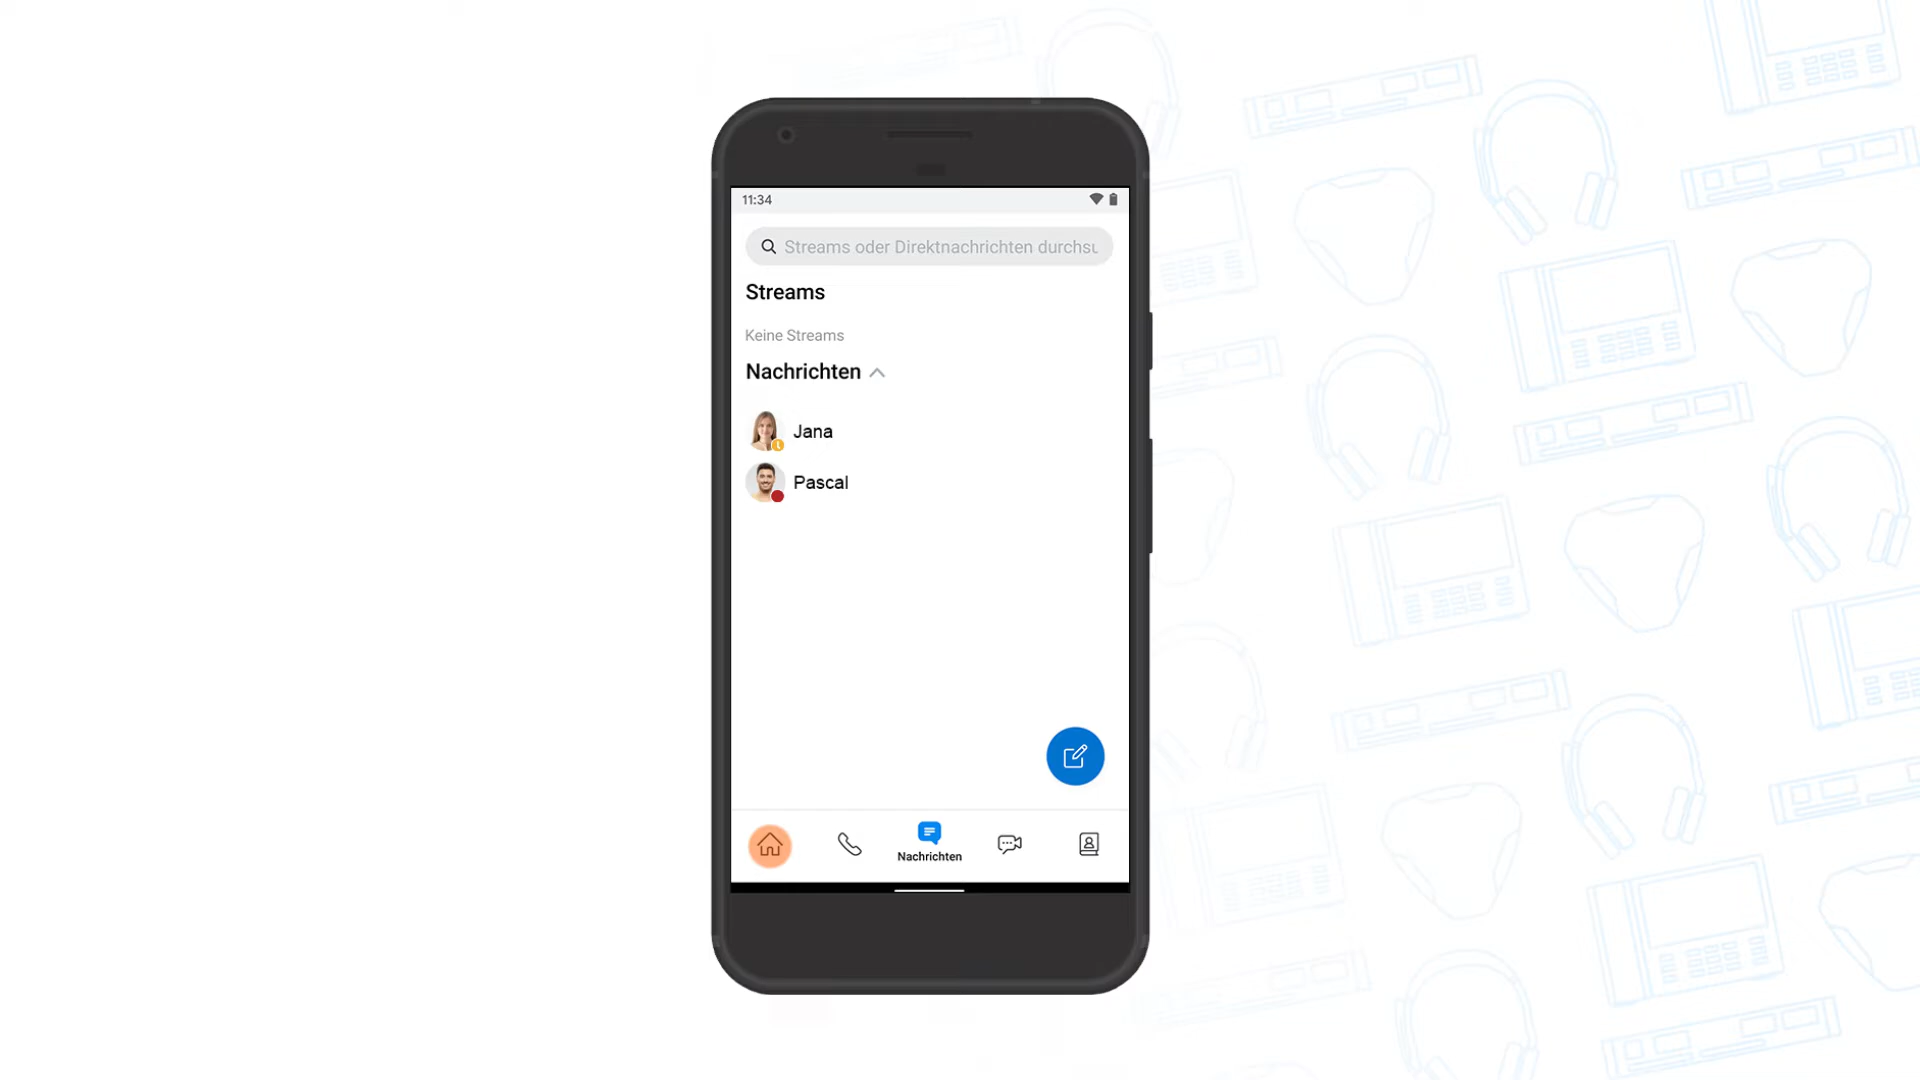 11:34
Streams oder Direktnachrichten durchsu
Streams
Keine Streams
Nachrichten
Jana
Pascal
Nachrichten